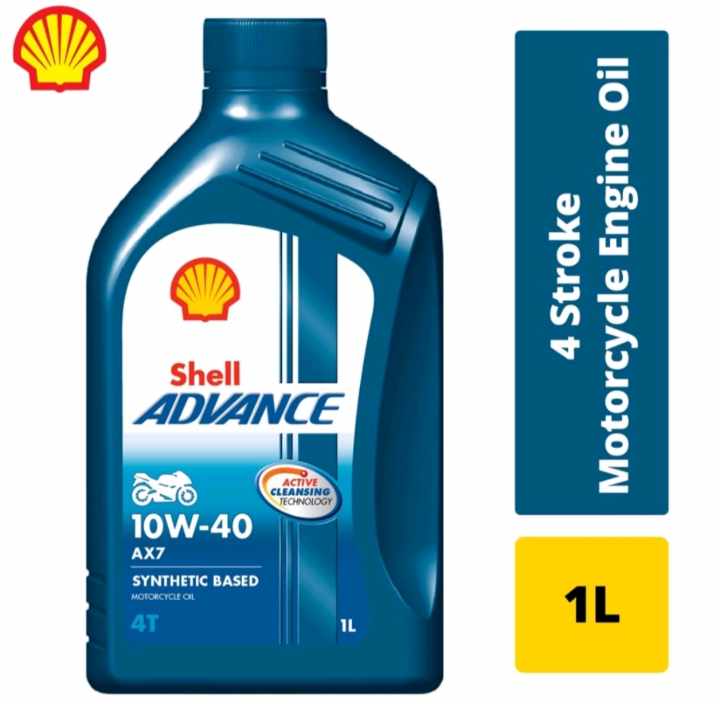 Shell
ADVANCE
ACTIVE
CLEANSING
TECHNOLOGY
10W-40
AX7
SYNTHETIC BASED
MOTORCYCLE OIL
4T
1L
4 Stroke
Motorcycle Engine Oil
1L